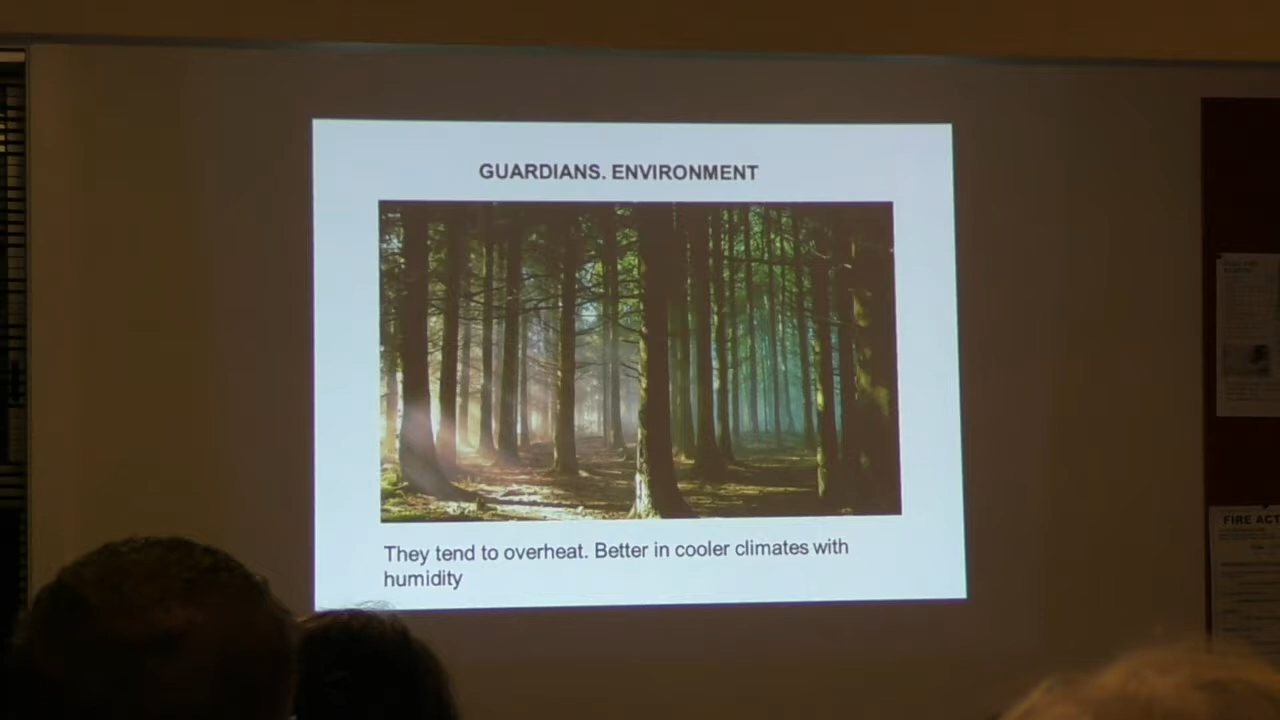 GUARDIANS. ENVIRONMENT
They tend to overheat. Better in cooler climates with
humidity
FIRE ACT